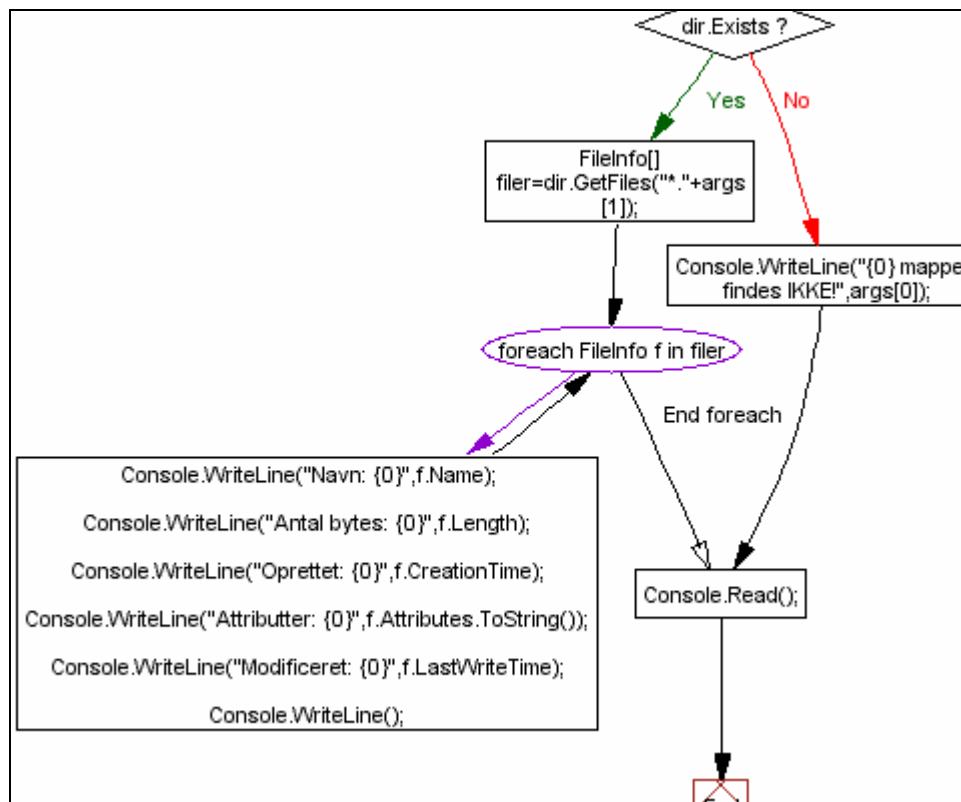 dir.Exists ?
Yes
No
FileInfo[]
filer=dir.GetFiles("*."+args
[1]);
Console.WriteLine("{0} mappe
findes IKKE!",args[0]);
foreach FileInfo f in filer
End foreach
Console.WriteLine("Navn: {0}",f.Name);
Console.WriteLine("Antal bytes: {0}",f.Length);
Console.WriteLine("Oprettet: {0}",f.CreationTime);
Console.WriteLine("Attributter: {0}",f.Attributes.ToString());
Console.WriteLine("Modificeret: {0}",f.LastWriteTime);
Console.WriteLine();
Console.Read();